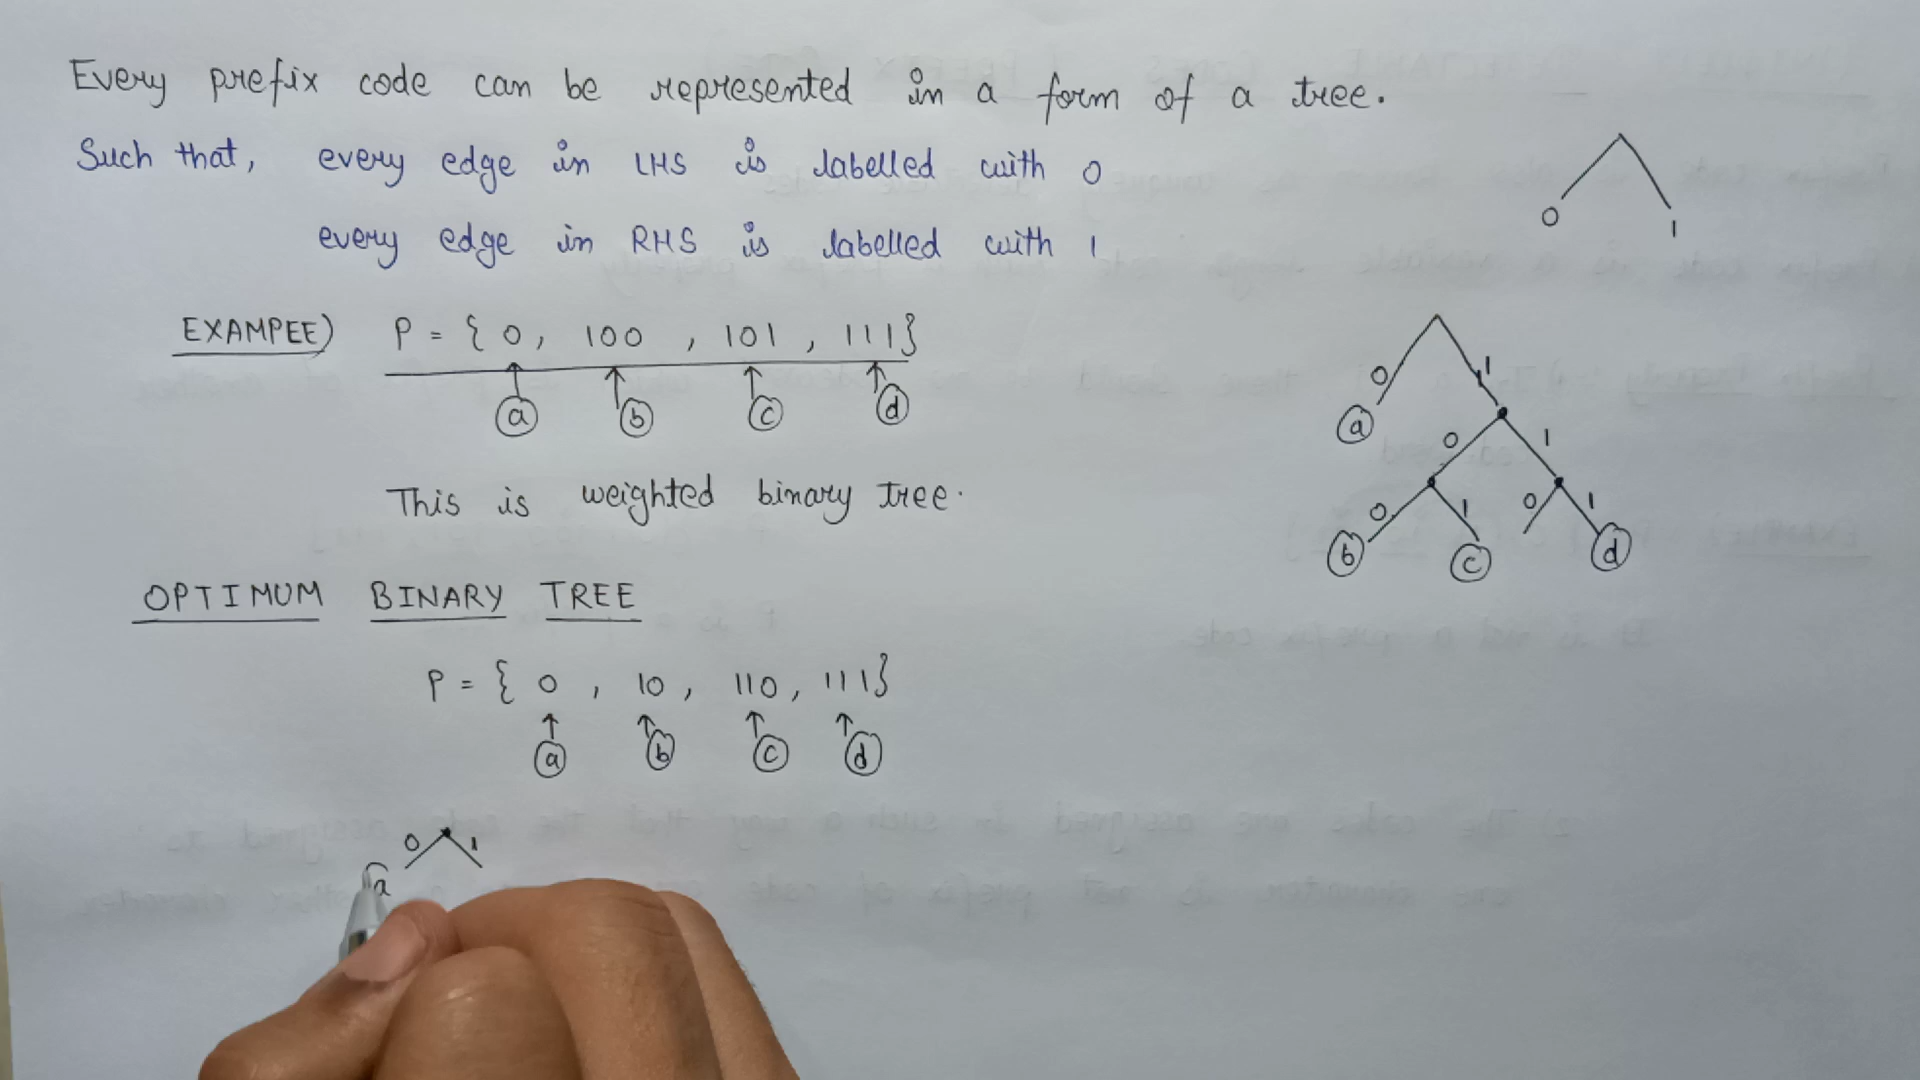 Every prefix code can be represented in a form of a tree.
Such that, every edge in LHS is labelled with 0
every edge in RHS is labelled with 1
0 1
EXAMPEE) P = { 0, 100 , 101 , 111}
a b c d
0 1
a 0 1
0 1 0 1
b c d
This is weighted binary tree.
OPTIMUM BINARY TREE
P = { 0 , 10 , 110 , 111}
a b c d
0 1
a